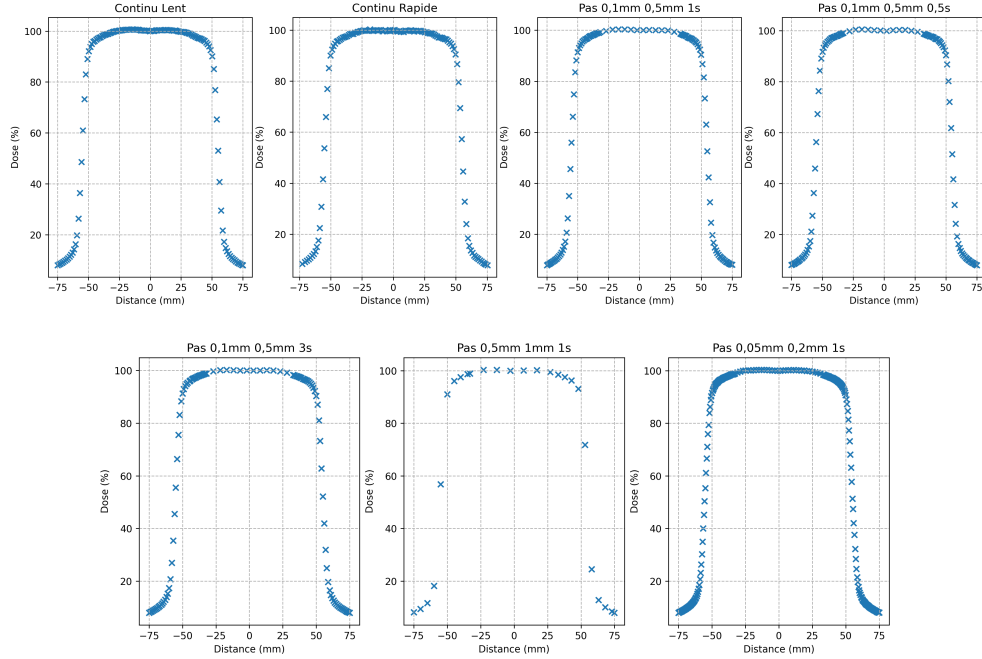 Continu Lent
Dose (%)
100
80
60
40
20
−75 −50 −25 0 25 50 75
Distance (mm)
Continu Rapide
Dose (%)
100
80
60
40
20
−75 −50 −25 0 25 50 75
Distance (mm)
Pas 0,1mm 0,5mm 1s
Dose (%)
100
80
60
40
20
−75 −50 −25 0 25 50 75
Distance (mm)
Pas 0,1mm 0,5mm 0,5s
Dose (%)
100
80
60
40
20
−75 −50 −25 0 25 50 75
Distance (mm)
Pas 0,1mm 0,5mm 3s
Dose (%)
100
80
60
40
20
−75 −50 −25 0 25 50 75
Distance (mm)
Pas 0,5mm 1mm 1s
Dose (%)
100
80
60
40
20
−75 −50 −25 0 25 50 75
Distance (mm)
Pas 0,05mm 0,2mm 1s
Dose (%)
100
80
60
40
20
−75 −50 −25 0 25 50 75
Distance (mm)